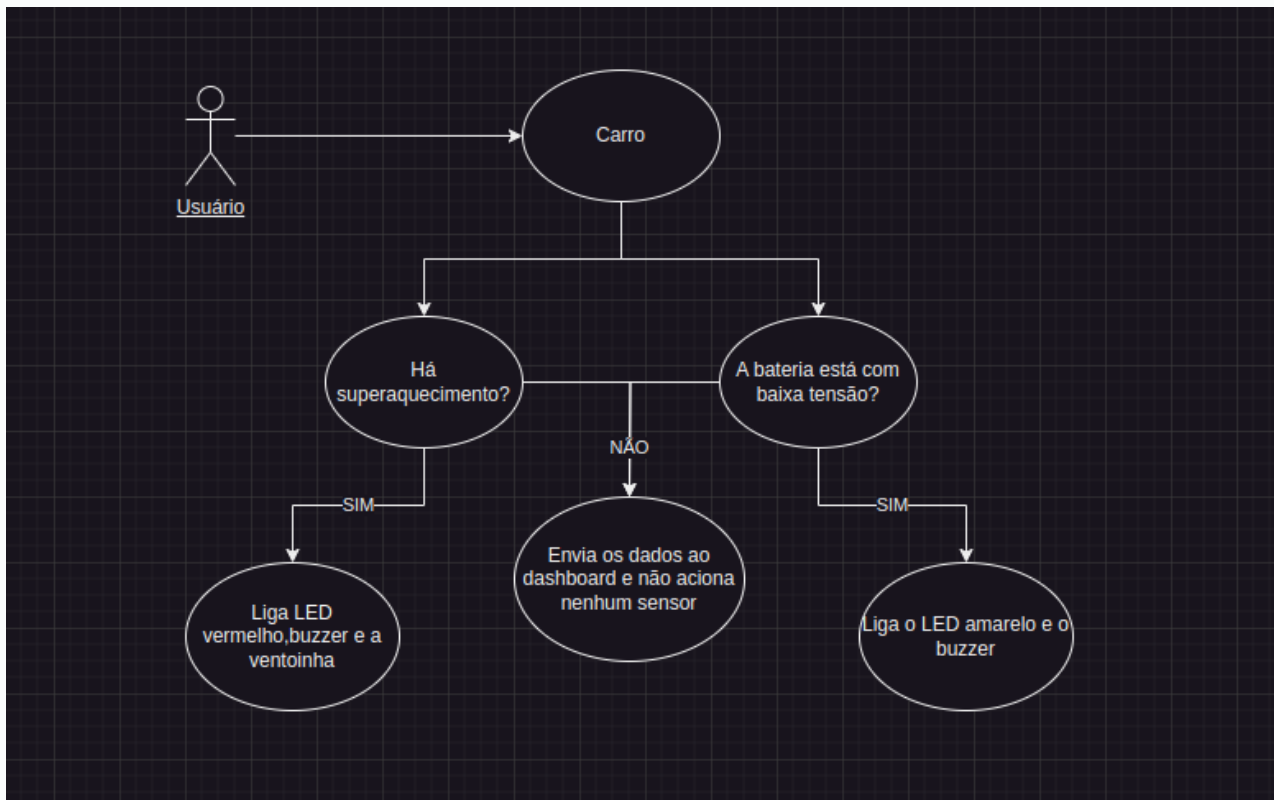 Carro
Usuário
Há
superaquecimento?
A bateria está com
baixa tensão?
NÃO
SIM
SIM
Envia os dados ao
dashboard e não aciona
nenhum sensor
Liga LED
vermelho,buzzer e a
ventoinha
Liga o LED amarelo e o
buzzer